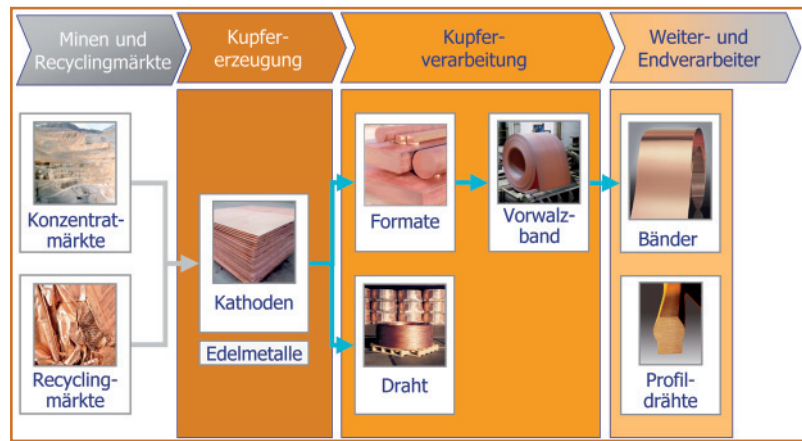 Minen und
Recyclingmärkte
Kupfer-
erzeugung
Kupfer-
verarbeitung
Weiter- und
Endverarbeiter
Konzentrat-
märkte
Recycling-
märkte
Kathoden
Edelmetalle
Formate
Vorwalz-
band
Draht
Bänder
Profil-
drähte